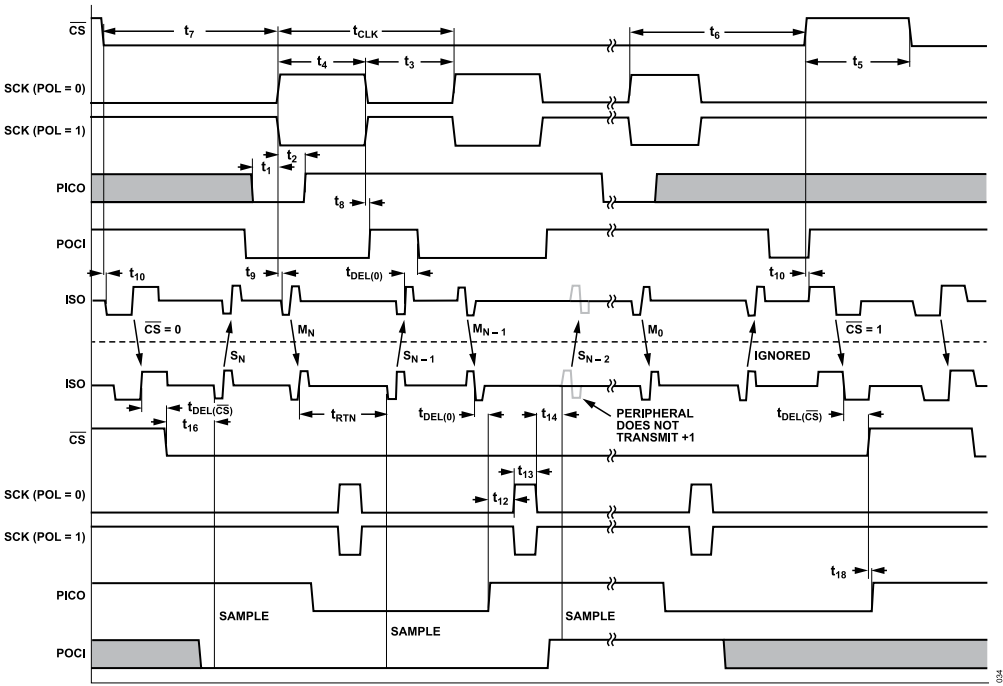 CS
t7
tCLK
t6
t4
t3
t5
SCK (POL = 0)
SCK (POL = 1)
t2
t1
PICO
t8
POCI
t10
t9
tDEL(0)
t10
ISO
CS = 0
SN
MN
SN–1
MN–1
SN–2
M0
IGNORED
CS = 1
ISO
tDEL(CS)
tRTN
tDEL(0)
t14
PERIPHERAL
DOES NOT
TRANSMIT +1
tDEL(CS)
t16
CS
t13
SCK (POL = 0)
t12
SCK (POL = 1)
t18
PICO
SAMPLE
SAMPLE
SAMPLE
POCI
034